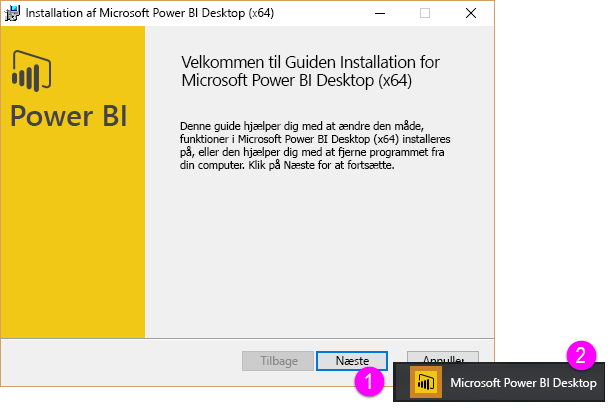 Installation af Microsoft Power BI Desktop (x64)
Velkommen til Guiden Installation for
Microsoft Power BI Desktop (x64)
Power BI
Denne guide hjælper dig med at ændre den måde,
funktioner i Microsoft Power BI Desktop (x64) installeres
på, eller den hjælper dig med at fjerne programmet fra
din computer. Klik på Næste for at fortsætte.
Tilbage
Næste
Annuller
1
2
Microsoft Power BI Desktop